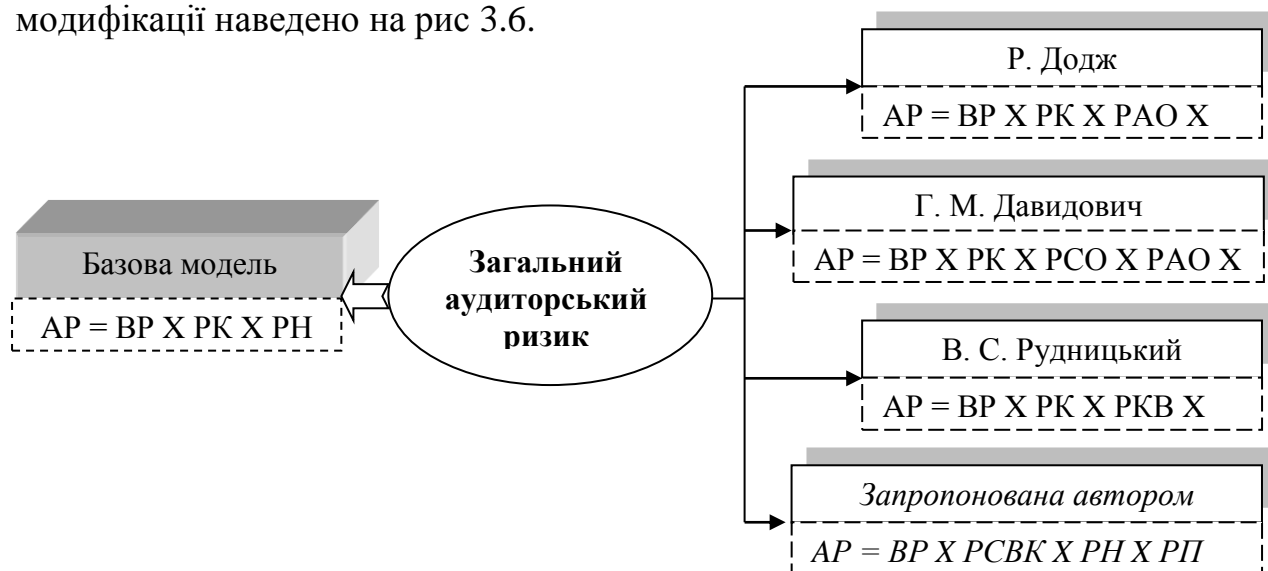 модифікації наведено на рис 3.6.
Базова модель
АР = ВР Х РК Х РН
Загальний
аудиторський
ризик
Р. Додж
АР = ВР Х РК Х РАО Х
Г. М. Давидович
АР = ВР Х РК Х РСО Х РАО Х
В. С. Рудницький
АР = ВР Х РК Х РКВ Х
Запропонована автором
АР = ВР Х РСВК Х РН Х РП